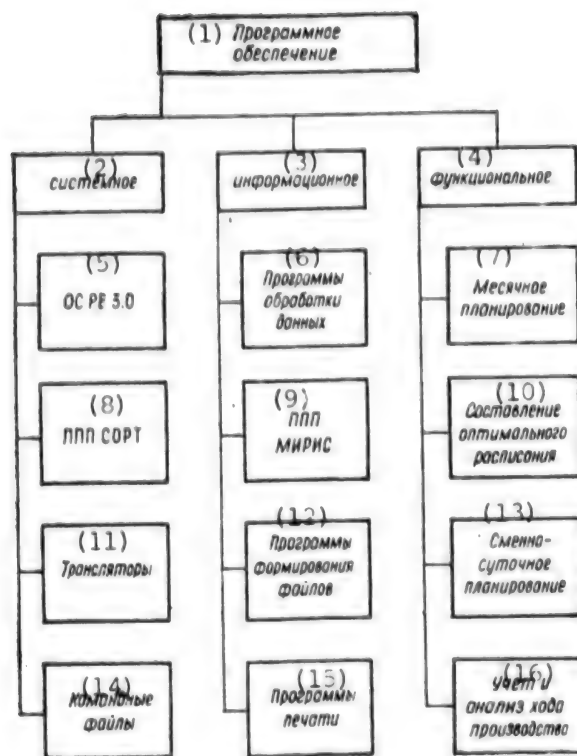 (1) Программное
обеспечение
(2)
системное
(3)
информационное
(4)
функциональное
(5)
ОС РЕ 3.0
(6)
Программы
обработки
данных
(7)
Месячное
планирование
(8)
ППП СОРТ
(9)
ППП
МИРИС
(10)
Составление
оптимального
расписания
(11)
Трансляторы
(12)
Программы
формирования
файлов
(13)
Сменно-
суточное
планирование
(14)
Командные
файлы
(15)
Программы
печати
(16)
Учет и
анализ хода
производства